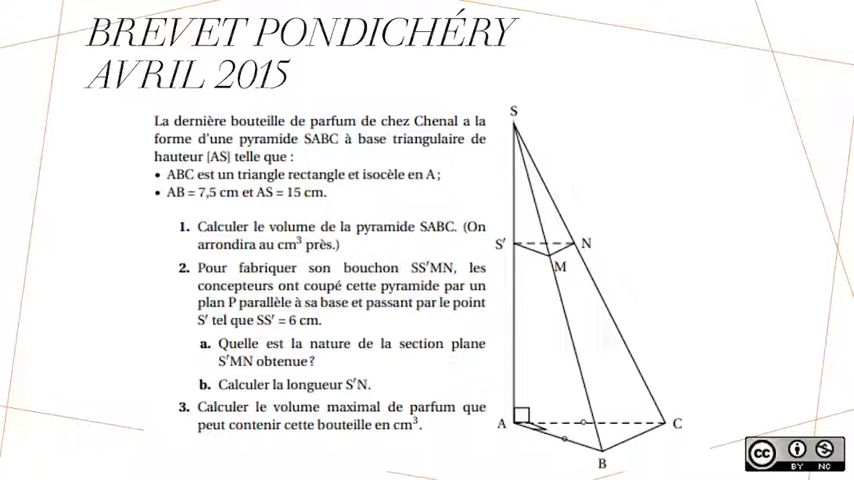 BREVET PONDICHÉRY
AVRIL 2015
La dernière bouteille de parfum de chez Chenal a la
forme d'une pyramide SABC à base triangulaire de
hauteur [AS] telle que :
• ABC est un triangle rectangle et isocèle en A ;
• AB = 7,5 cm et AS = 15 cm.
1. Calculer le volume de la pyramide SABC. (On
arrondira au cm³ près.)
2. Pour fabriquer son bouchon SS′MN, les
concepteurs ont coupé cette pyramide par un
plan P parallèle à sa base et passant par le point
S′ tel que SS′ = 6 cm.
a. Quelle est la nature de la section plane
S′MN obtenue ?
b. Calculer la longueur S′N.
3. Calculer le volume maximal de parfum que
peut contenir cette bouteille en cm³.
S
S′
N
M
A
C
B
cc
BY NC